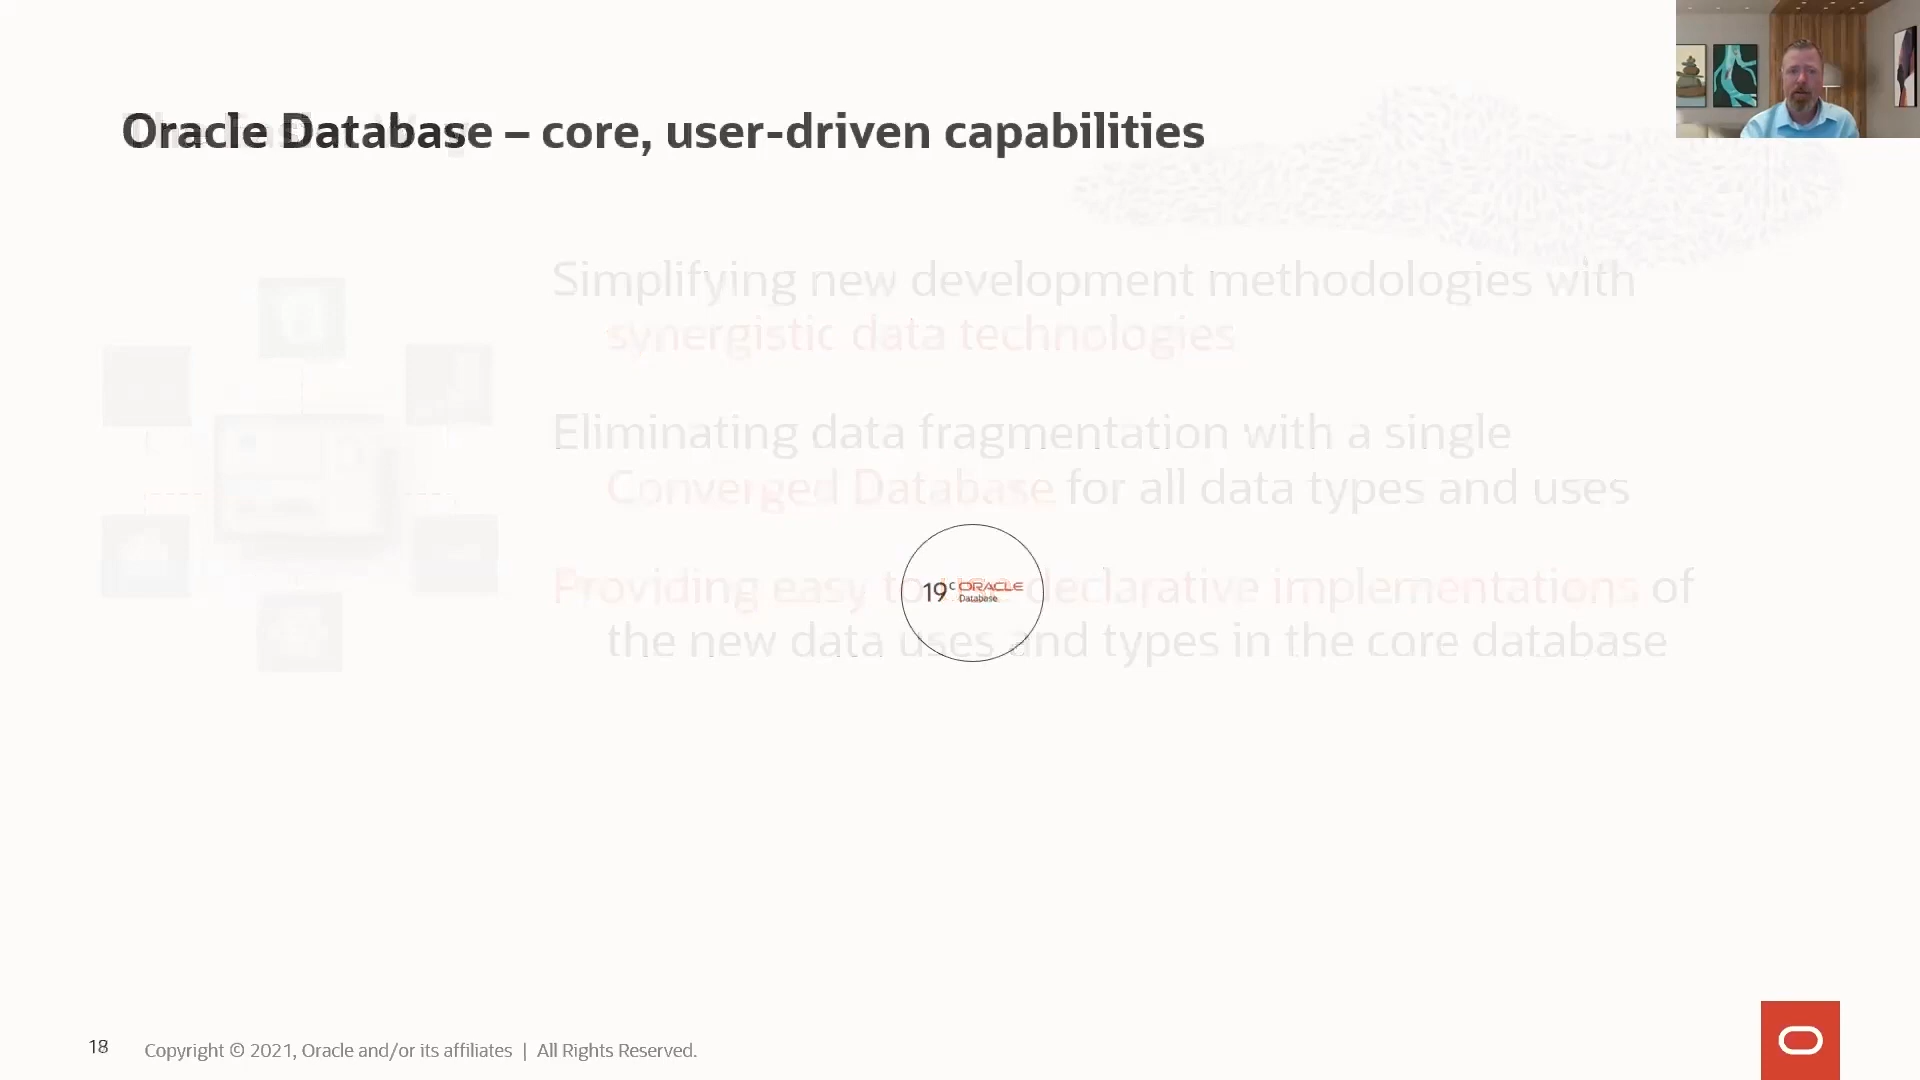 Oracle Database – core, user-driven capabilities
Simplifying new development methodologies with
synergistic data technologies
Eliminating data fragmentation with a single
Converged Database for all data types and uses
Providing easy to use declarative implementations of
the new data uses and types in the core database
19c ORACLE
Database
18 Copyright © 2021, Oracle and/or its affiliates | All Rights Reserved.